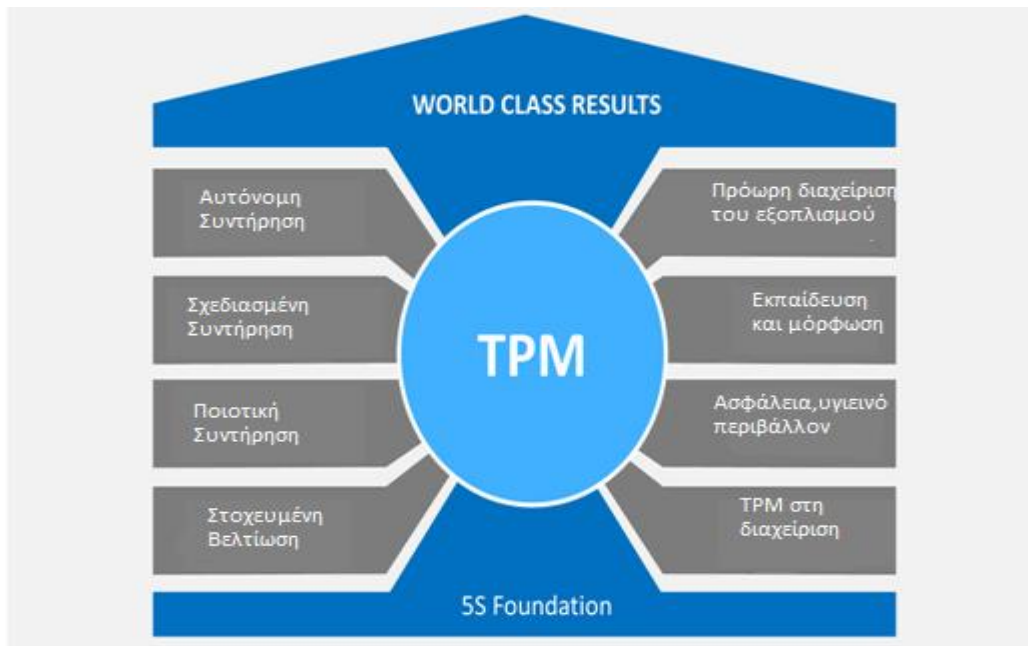 WORLD CLASS RESULTS
Αυτόνομη
Συντήρηση
Σχεδιασμένη
Συντήρηση
Ποιοτική
Συντήρηση
Στοχευμένη
Βελτίωση
TPM
Πρόωρη διαχείριση
του εξοπλισμού
Εκπαίδευση
και μόρφωση
Ασφάλεια,υγιεινό
περιβάλλον
TPM στη
διαχείριση
5S Foundation